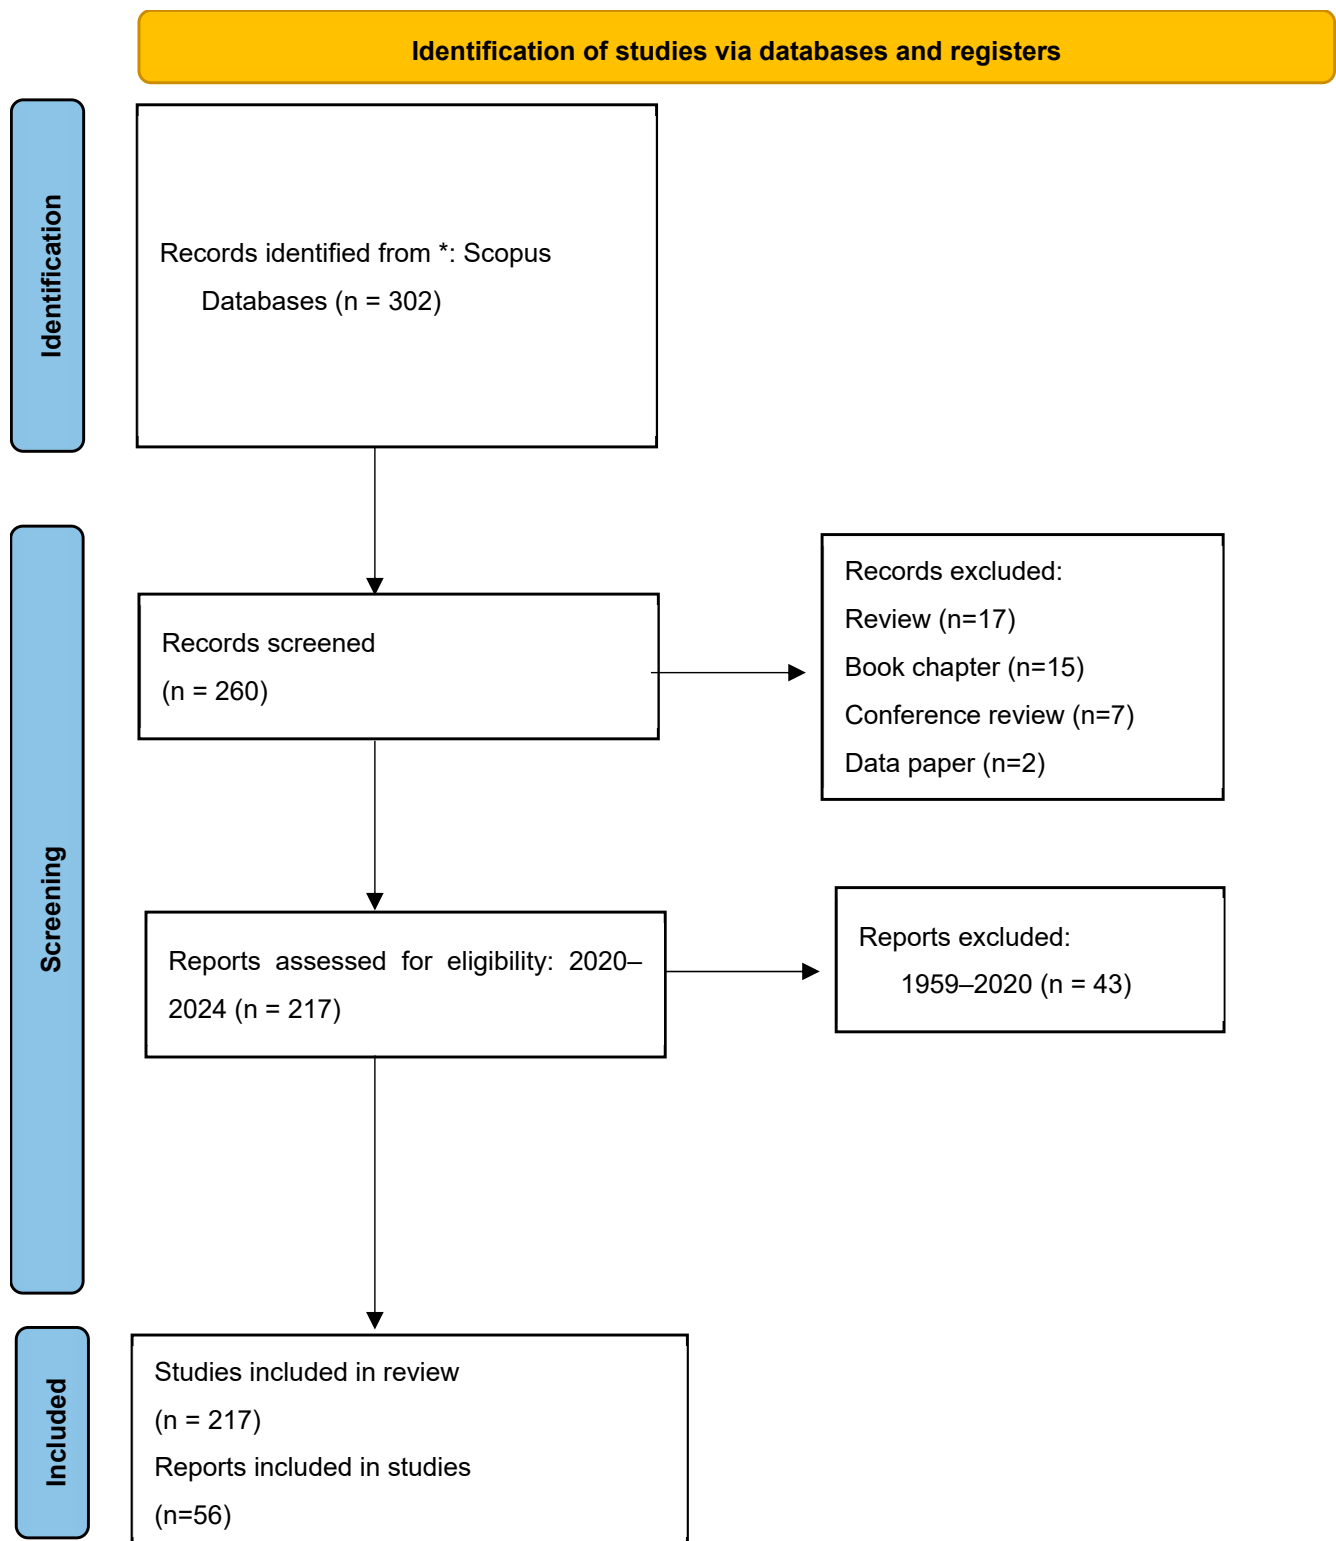 Identification of studies via databases and registers
Identification
Records identified from *: Scopus
Databases (n = 302)
Screening
Records screened
(n = 260)
Records excluded:
Review (n=17)
Book chapter (n=15)
Conference review (n=7)
Data paper (n=2)
Reports assessed for eligibility: 2020–
2024 (n = 217)
Reports excluded:
1959–2020 (n = 43)
Included
Studies included in review
(n = 217)
Reports included in studies
(n=56)